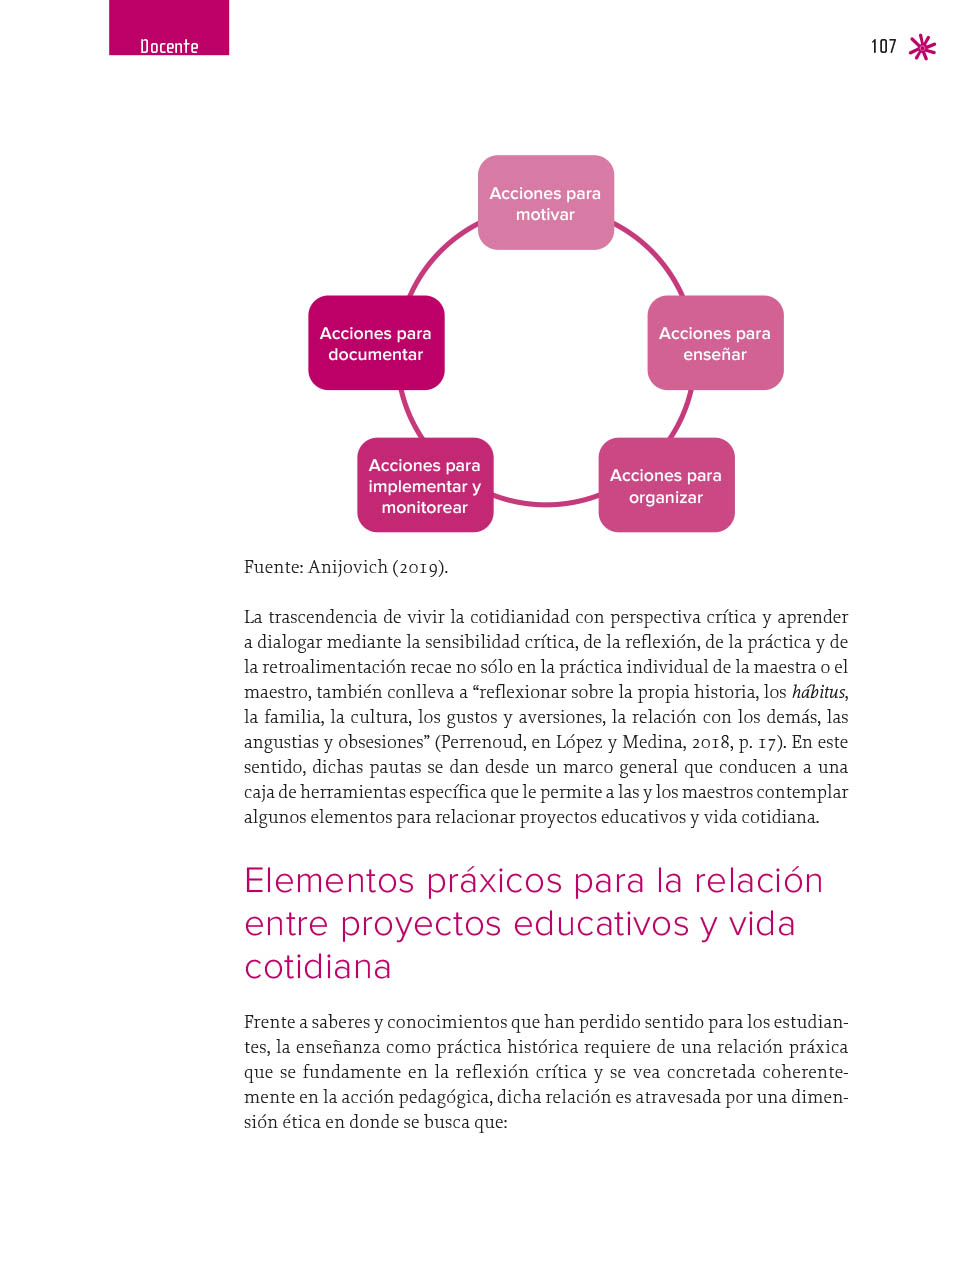 Docente
107
Acciones para
motivar
Acciones para
documentar
Acciones para
enseñar
Acciones para
implementar y
monitorear
Acciones para
organizar
Fuente: Anijovich (2019).
La trascendencia de vivir la cotidianidad con perspectiva crítica y aprender
a dialogar mediante la sensibilidad crítica, de la reflexión, de la práctica y de
la retroalimentación recae no sólo en la práctica individual de la maestra o el
maestro, también conlleva a “reflexionar sobre la propia historia, los hábitus,
la familia, la cultura, los gustos y aversiones, la relación con los demás, las
angustias y obsesiones” (Perrenoud, en López y Medina, 2018, p. 17). En este
sentido, dichas pautas se dan desde un marco general que conducen a una
caja de herramientas específica que le permite a las y los maestros contemplar
algunos elementos para relacionar proyectos educativos y vida cotidiana.
Elementos práxicos para la relación
entre proyectos educativos y vida
cotidiana
Frente a saberes y conocimientos que han perdido sentido para los estudian-
tes, la enseñanza como práctica histórica requiere de una relación práxica
que se fundamente en la reflexión crítica y se vea concretada coherente-
mente en la acción pedagógica, dicha relación es atravesada por una dimen-
sión ética en donde se busca que: